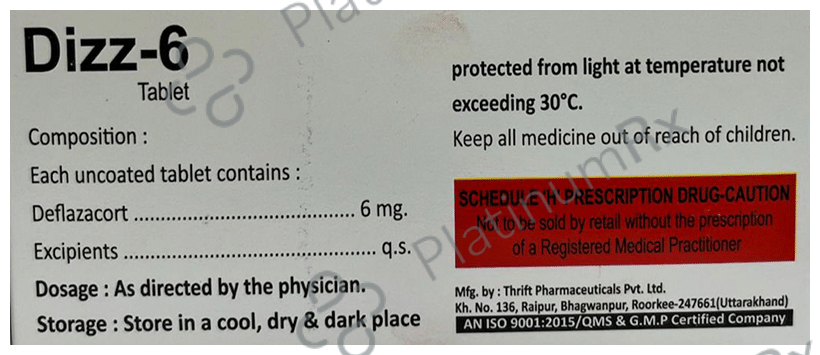 Dizz-6
Tablet
Composition :
Each uncoated tablet contains :
Deflazacort ........................................ 6 mg.
Excipients ............................................. q.s.
Dosage : As directed by the physician.
Storage : Store in a cool, dry & dark place
protected from light at temperature not
exceeding 30°C.
Keep all medicine out of reach of children.
SCHEDULE 'H' PRESCRIPTION DRUG-CAUTION
Not to be sold by retail without the prescription
of a Registered Medical Practitioner
Mfg. by : Thrift Pharmaceuticals Pvt. Ltd.
Kh. No. 136, Raipur, Bhagwanpur, Roorkee-247661(Uttarakhand)
AN ISO 9001:2015/QMS & G.M.P Certified Company
PlatinumRx